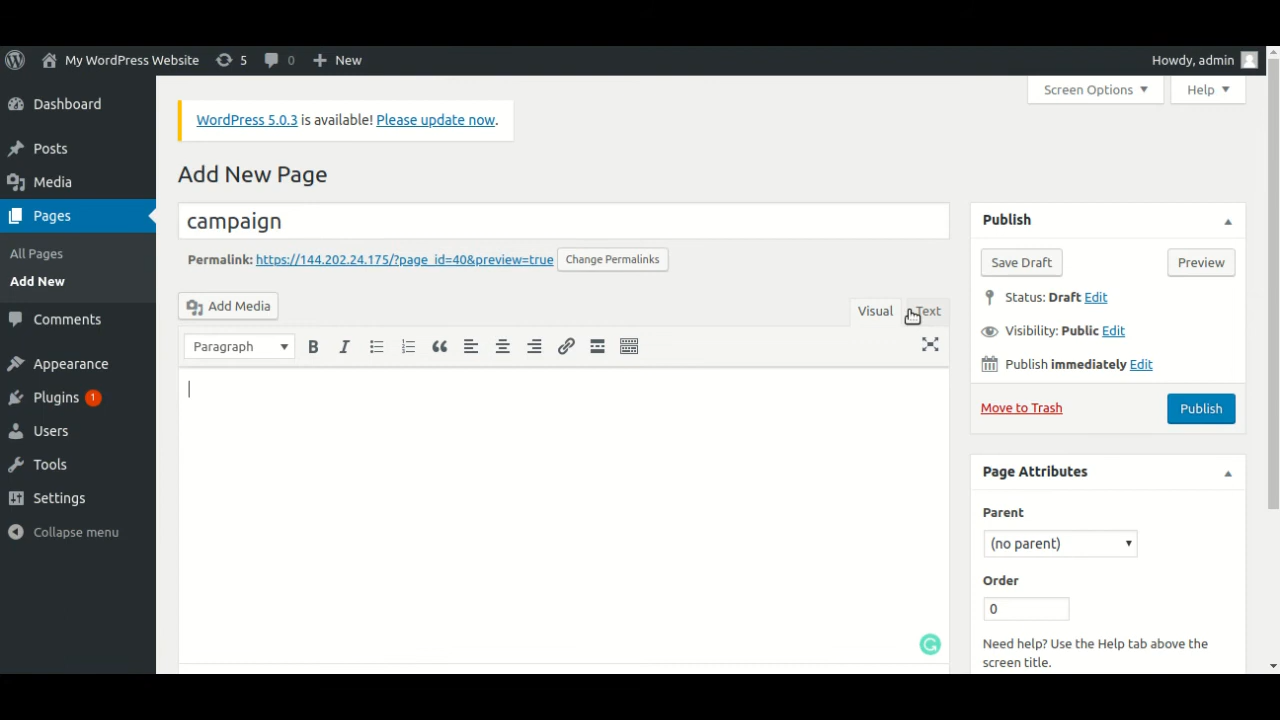 My WordPress Website 5 0 New Howdy, admin
Screen Options Help
Dashboard
Posts
Media
Pages
All Pages
Add New
Comments
Appearance
Plugins 1
Users
Tools
Settings
Collapse menu
WordPress 5.0.3 is available! Please update now.
Add New Page
campaign
Permalink: https://144.202.24.175/?page_id=40&preview=true Change Permalinks
Add Media
Visual Text
Paragraph B I
Publish
Save Draft Preview
Status: Draft Edit
Visibility: Public Edit
Publish immediately Edit
Move to Trash Publish
Page Attributes
Parent
(no parent)
Order
0
Need help? Use the Help tab above the
screen title.